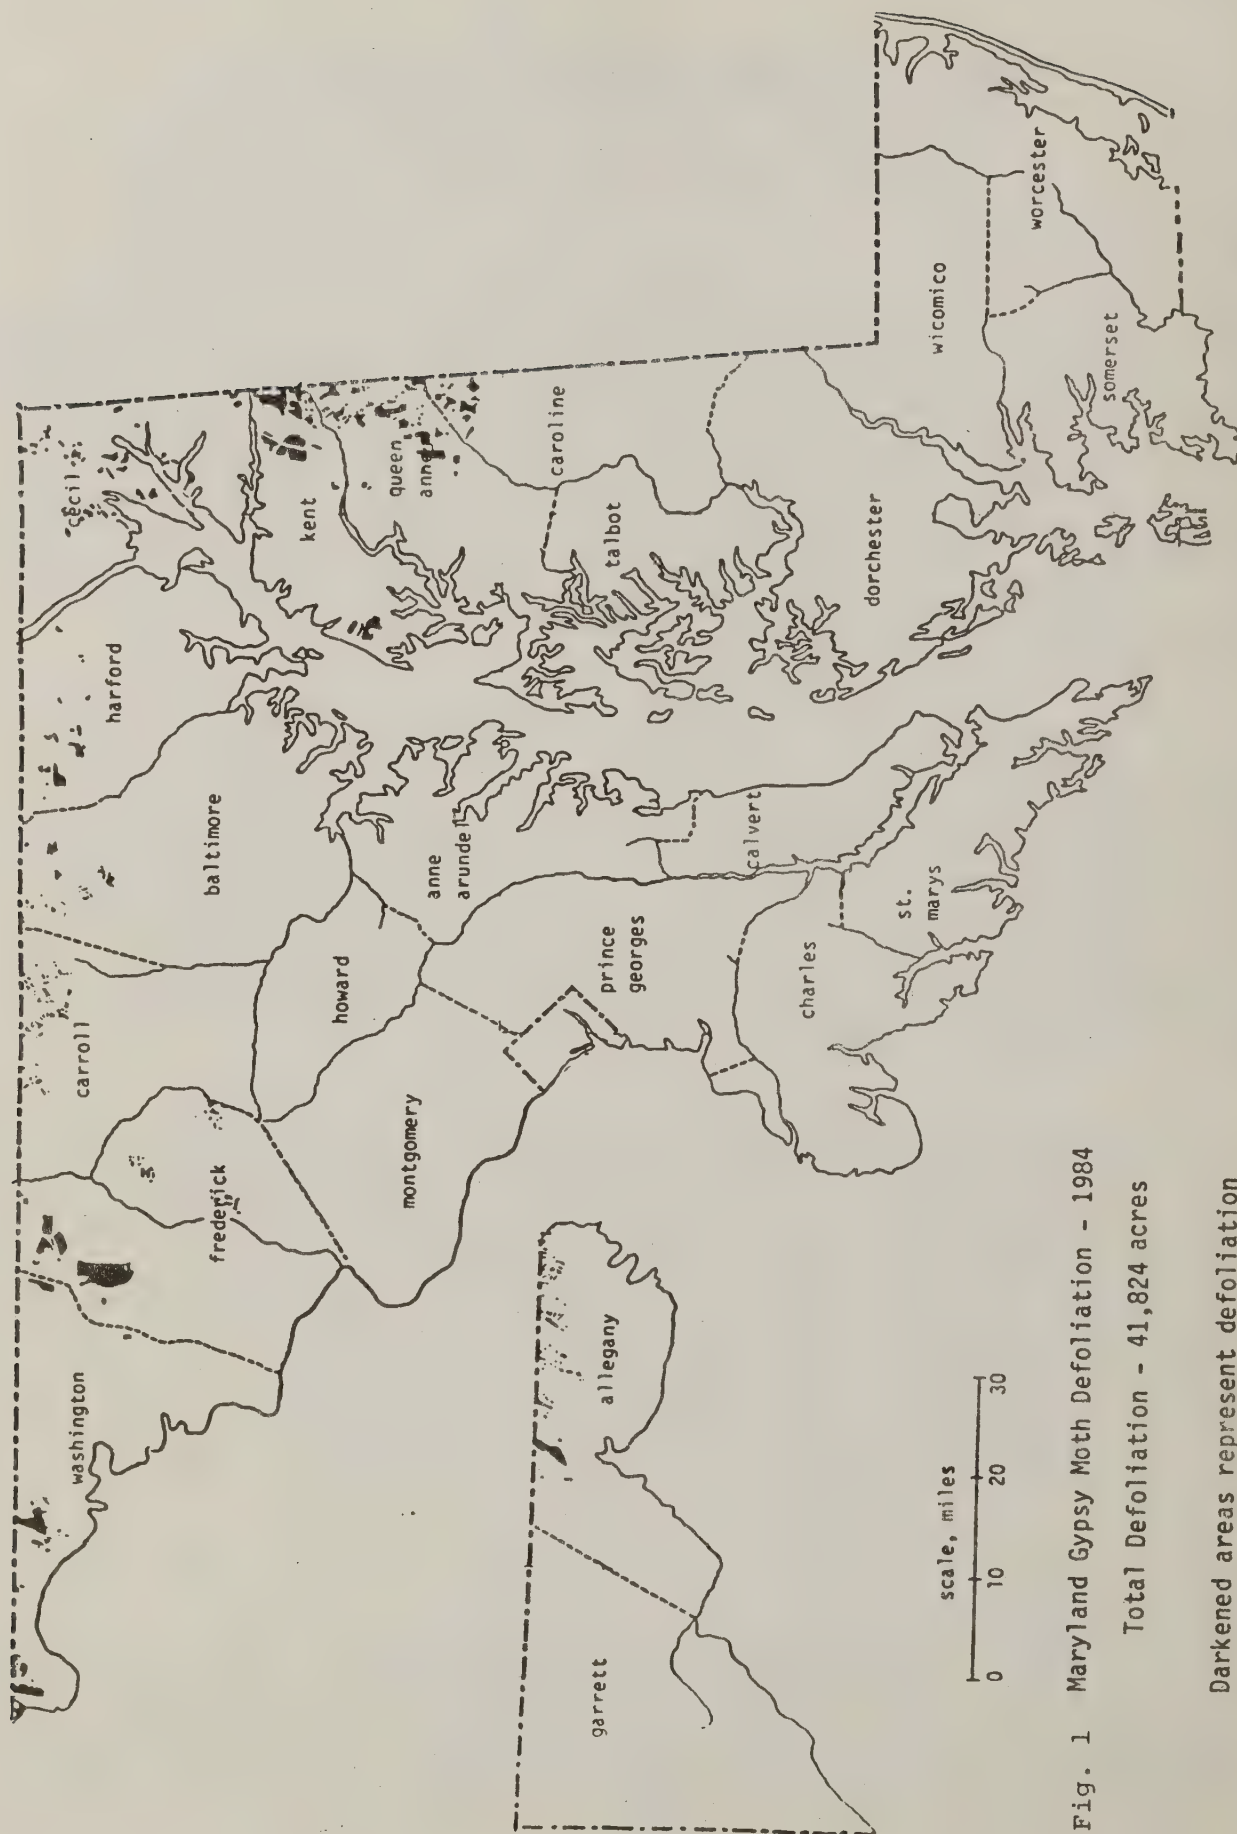 washington
frederick
carroll
baltimore
harford
cecil
kent
queen
anne
caroline
talbot
dorchester
wicomico
worcester
somerset
howard
montgomery
anne
arundel
prince
georges
calvert
charles
st.
marys
garrett
allegany
scale, miles
0 10 20 30
Fig. 1 Maryland Gypsy Moth Defoliation - 1984
Total Defoliation - 41,824 acres
Darkened areas represent defoliation